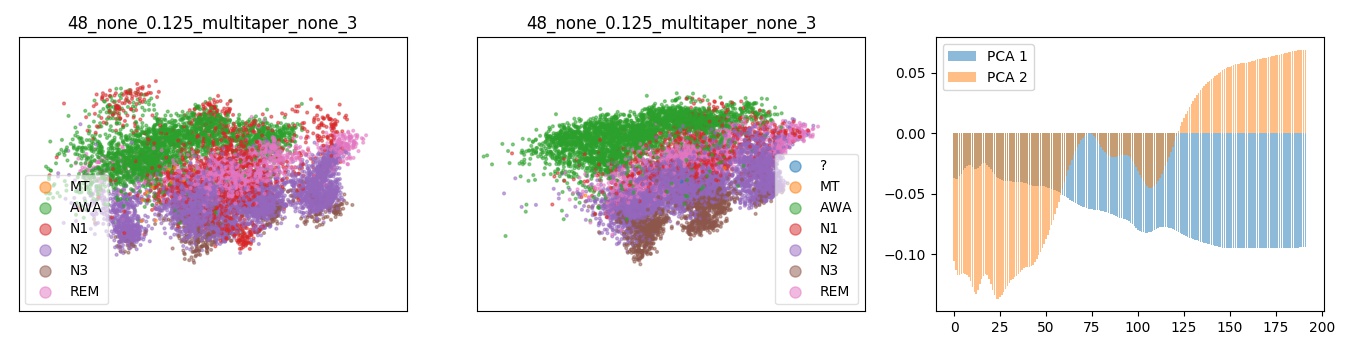 48_none_0.125_multitaper_none_3
MT
AWA
N1
N2
N3
REM
48_none_0.125_multitaper_none_3
?
MT
AWA
N1
N2
N3
REM
PCA 1
PCA 2
0.05
0.00
−0.05
−0.10
0 25 50 75 100 125 150 175 200